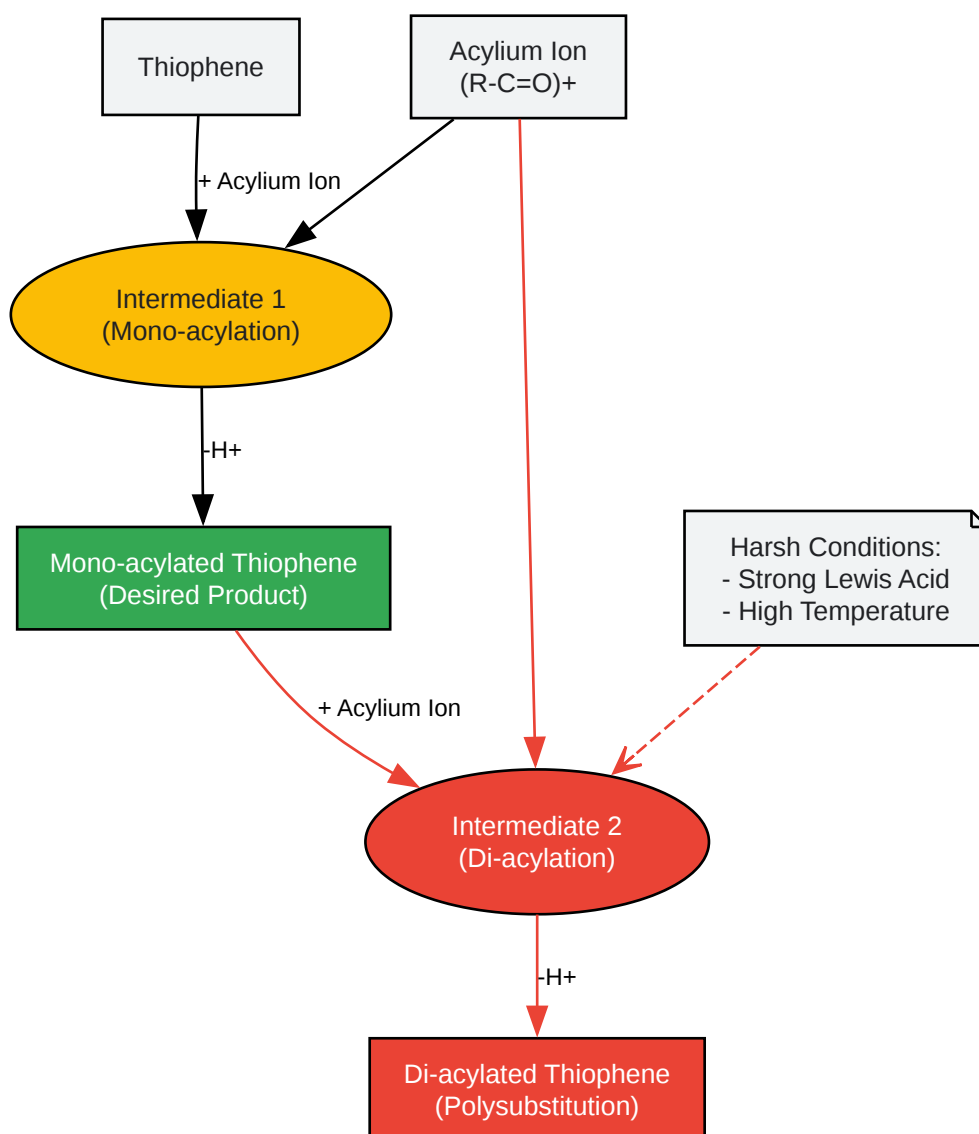 Thiophene
Acylium Ion
(R-C=O)+
+ Acylium Ion
Intermediate 1
(Mono-acylation)
-H+
Mono-acylated Thiophene
(Desired Product)
Harsh Conditions:
- Strong Lewis Acid
- High Temperature
+ Acylium Ion
Intermediate 2
(Di-acylation)
-H+
Di-acylated Thiophene
(Polysubstitution)